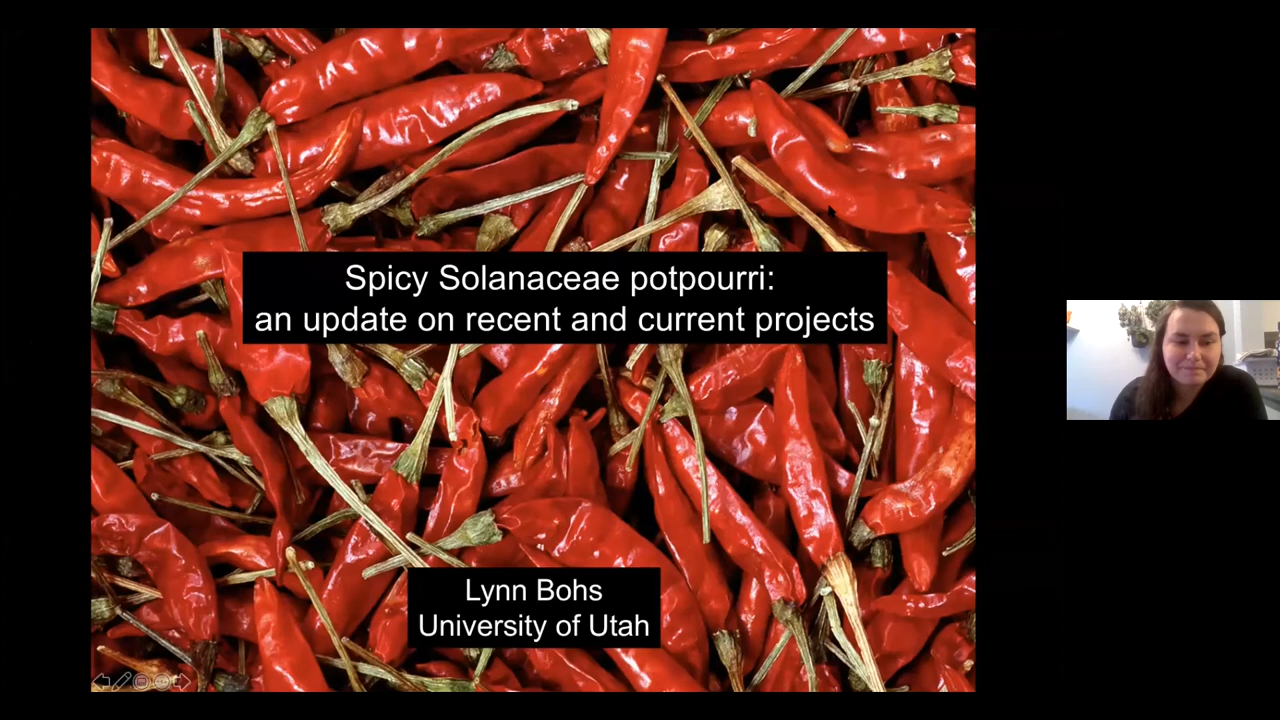 Spicy Solanaceae potpourri:
an update on recent and current projects
Lynn Bohs
University of Utah